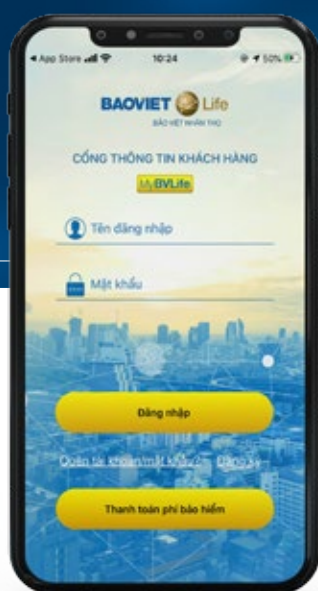 App Store 10:24 50%
BAOVIET Life
BẢO VIỆT NHÂN THỌ
CỔNG THÔNG TIN KHÁCH HÀNG
MyBVLife
Tên đăng nhập
Mật khẩu
Đăng nhập
Quên tài khoản/mật khẩu? Đăng ký
Thanh toán phí bảo hiểm